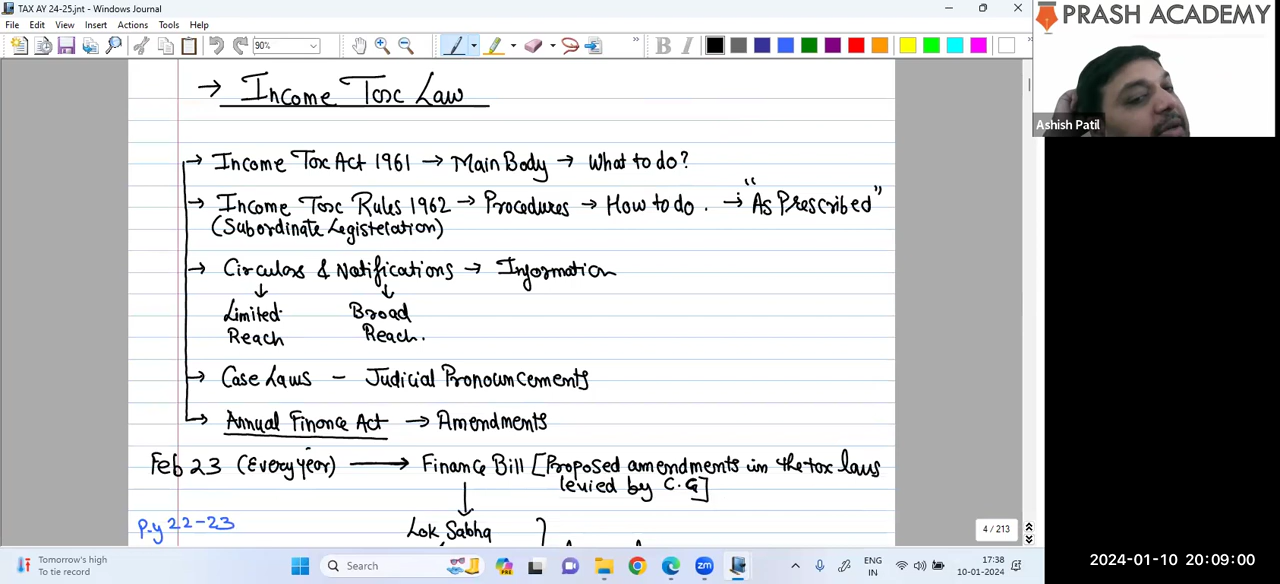 TAX AY 24-25.jnt - Windows Journal
File Edit View Insert Actions Tools Help
90%
PRASH ACADEMY
Ashish Patil
→ Income Tax Law
→ Income Tax Act 1961 → Main Body → What to do?
→ Income Tax Rules 1962 → Procedures → How to do. → "As Prescribed"
(Subordinate Legistelation)
→ Circulars & Notifications → Information
Limited Broad
Reach Reach.
→ Case Laws - Judicial Pronouncements
→ Annual Finance Act → Amendments
Feb 23 (Every year) → Finance Bill [Proposed amendments in the tax laws
levied by C.G]
P.y 22-23
Lok Sabha
4 / 213
Tomorrow's high
To tie record
Search
ENG
IN
17:38
10-01-2024
2024-01-10 20:09:00